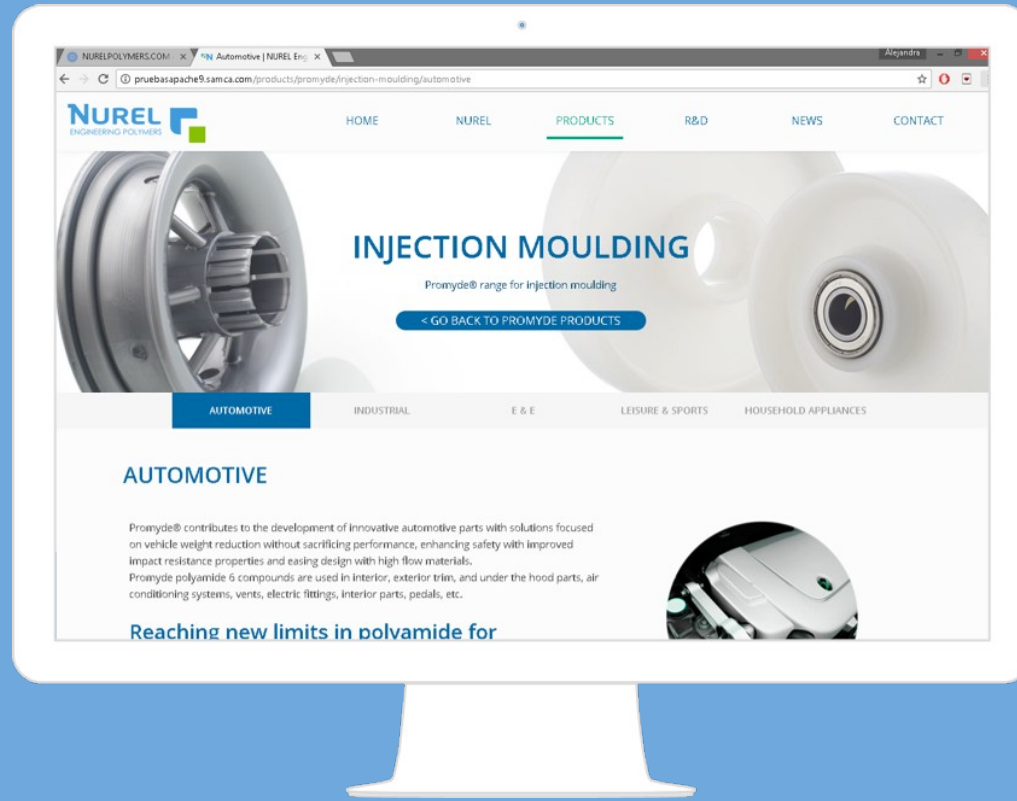 NURELPOLYMERS.COM
Automotive | NUREL Eng
Alejandra
pruebasapache9.samca.com/products/promyde/injection-moulding/automotive
NUREL
ENGINEERING POLYMERS
HOME NUREL PRODUCTS R&D NEWS CONTACT
INJECTION MOULDING
Promyde® range for injection moulding
< GO BACK TO PROMYDE PRODUCTS
AUTOMOTIVE INDUSTRIAL E & E LEISURE & SPORTS HOUSEHOLD APPLIANCES
AUTOMOTIVE
Promyde® contributes to the development of innovative automotive parts with solutions focused
on vehicle weight reduction without sacrificing performance, enhancing safety with improved
impact resistance properties and easing design with high flow materials.
Promyde polyamide 6 compounds are used in interior, exterior trim, and under the hood parts, air
conditioning systems, vents, electric fittings, interior parts, pedals, etc.
Reaching new limits in polyamide for